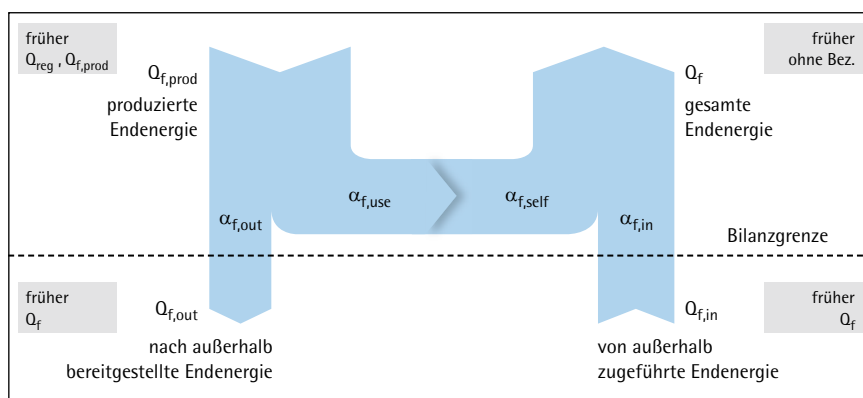 früher
Q_reg , Q_f,prod
Q_f,prod
produzierte
Endenergie
Q_f
gesamte
Endenergie
früher
ohne Bez.
α_f,use
α_f,self
α_f,out
α_f,in
Bilanzgrenze
früher
Q_f
Q_f,out
nach außerhalb
bereitgestellte Endenergie
Q_f,in
von außerhalb
zugeführte Endenergie
früher
Q_f